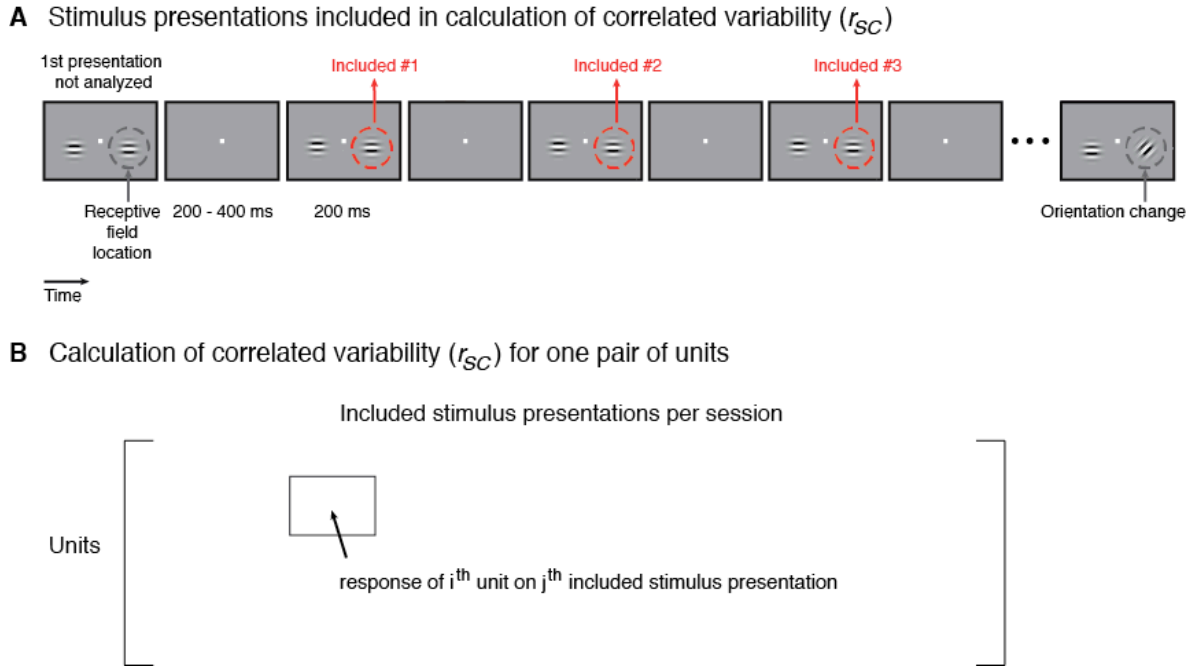 A Stimulus presentations included in calculation of correlated variability (rSC)
1st presentation
not analyzed
Included #1
Included #2
Included #3
Receptive
field
location
200 - 400 ms
200 ms
Orientation change
Time
B Calculation of correlated variability (rSC) for one pair of units
Included stimulus presentations per session
Units
response of ith unit on jth included stimulus presentation